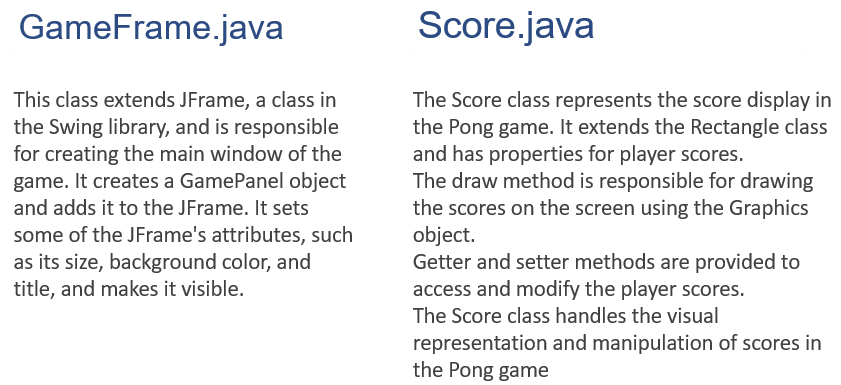 GameFrame.java
This class extends JFrame, a class in
the Swing library, and is responsible
for creating the main window of the
game. It creates a GamePanel object
and adds it to the JFrame. It sets
some of the JFrame's attributes, such
as its size, background color, and
title, and makes it visible.
Score.java
The Score class represents the score display in
the Pong game. It extends the Rectangle class
and has properties for player scores.
The draw method is responsible for drawing
the scores on the screen using the Graphics
object.
Getter and setter methods are provided to
access and modify the player scores.
The Score class handles the visual
representation and manipulation of scores in
the Pong game